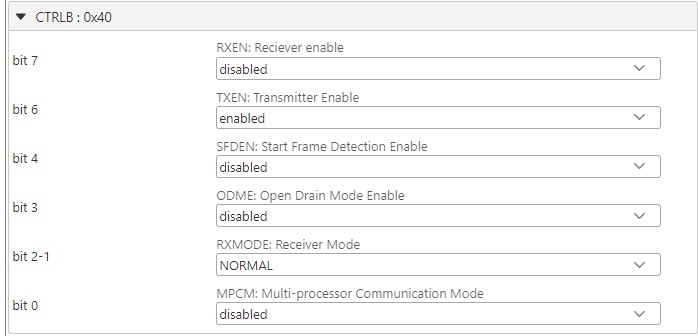 CTRLB : 0x40
bit 7
RXEN: Reciever enable
disabled
bit 6
TXEN: Transmitter Enable
enabled
bit 4
SFDEN: Start Frame Detection Enable
disabled
bit 3
ODME: Open Drain Mode Enable
disabled
bit 2-1
RXMODE: Receiver Mode
NORMAL
bit 0
MPCM: Multi-processor Communication Mode
disabled